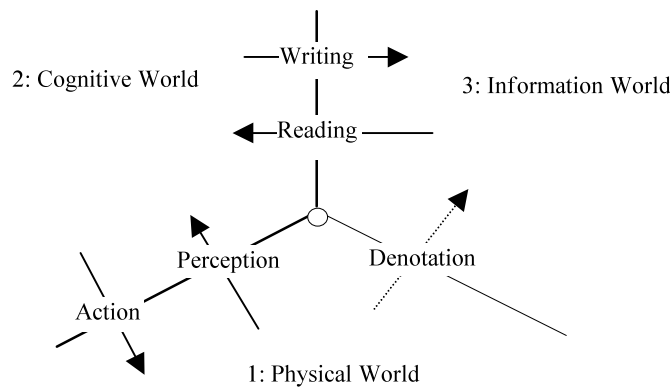 Writing
2: Cognitive World
3: Information World
Reading
Perception
Denotation
Action
1: Physical World